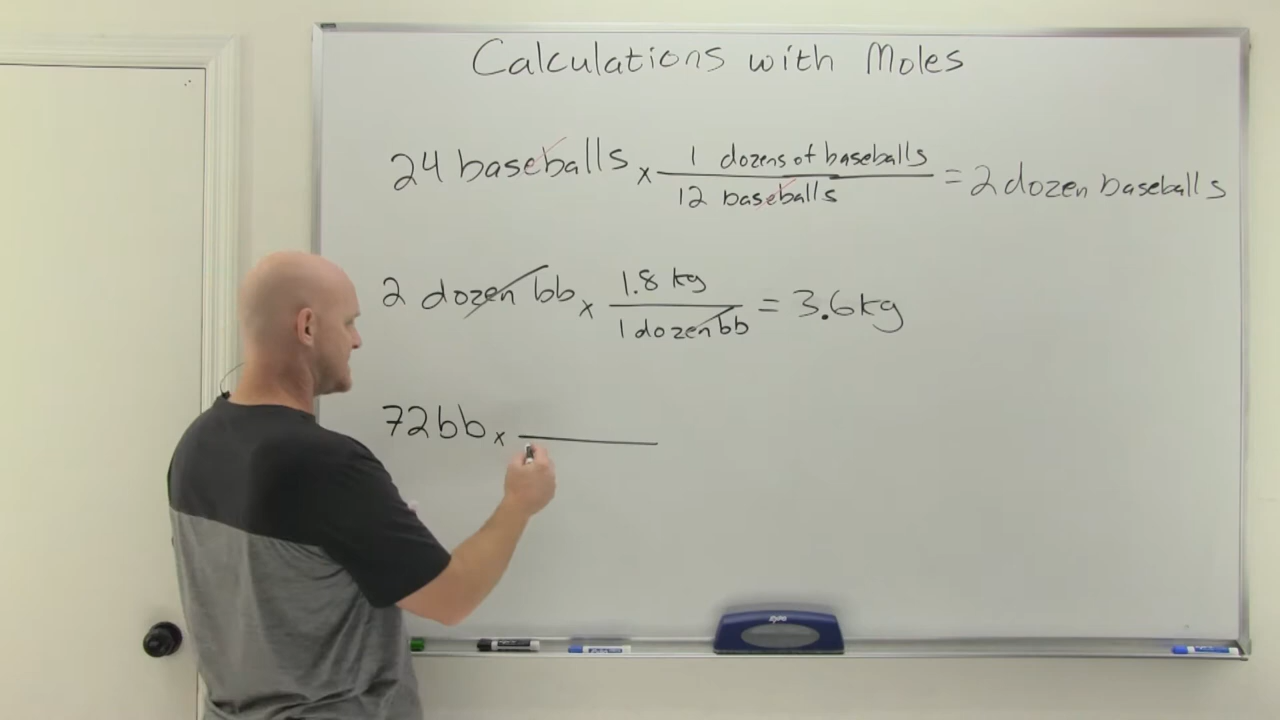 Calculations with Moles
24 baseballs x 1 dozens of baseballs / 12 baseballs = 2 dozen baseballs
2 dozen bb x 1.8 kg / 1 dozen bb = 3.6 kg
72 bb x